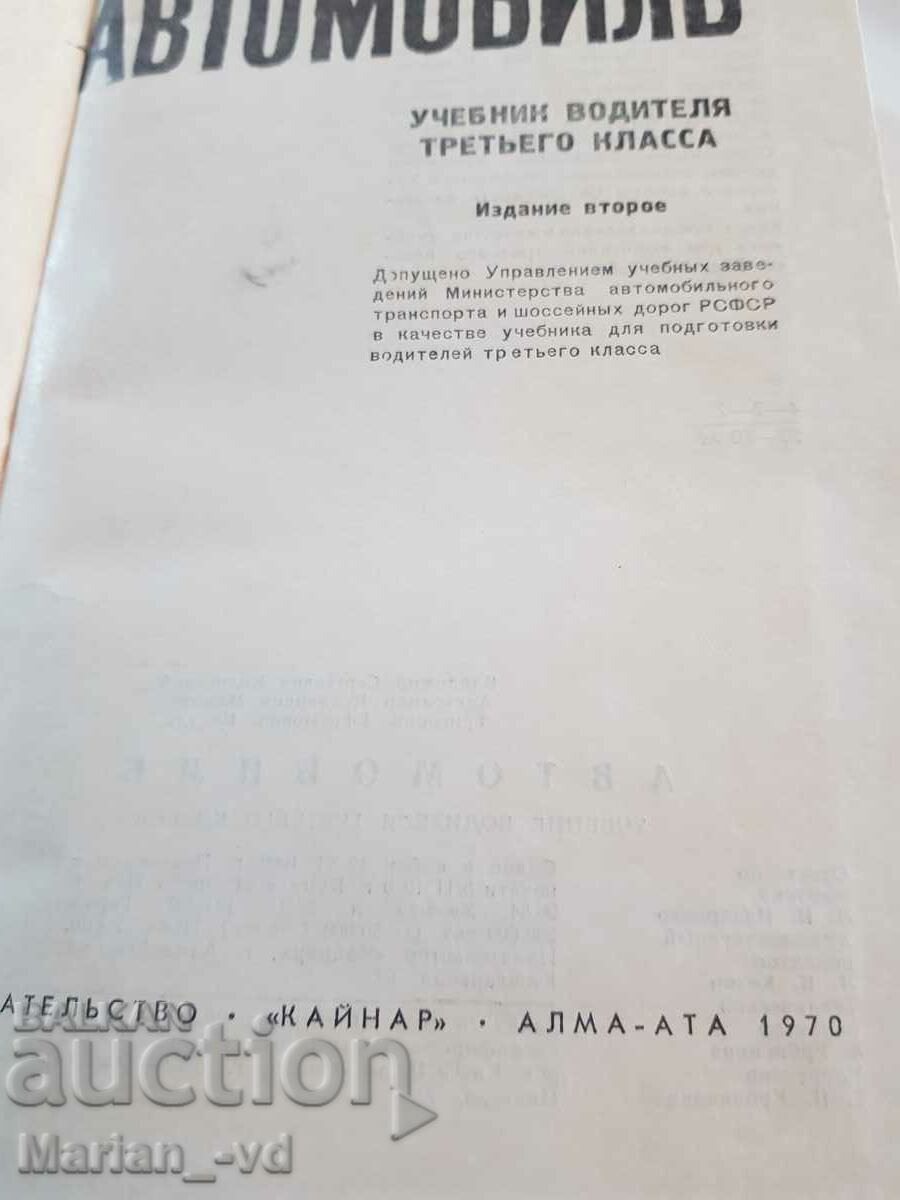 АВТОМОБИЛЬ
УЧЕБНИК ВОДИТЕЛЯ
ТРЕТЬЕГО КЛАССА
Издание второе
Допущено Управлением учебных заве-
дений Министерства автомобильного
транспорта и шоссейных дорог РСФСР
в качестве учебника для подготовки
водителей третьего класса
АТЕЛЬСТВО • «КАЙНАР» • АЛМА-АТА 1970
BALKAN
auction
Marian_-vd